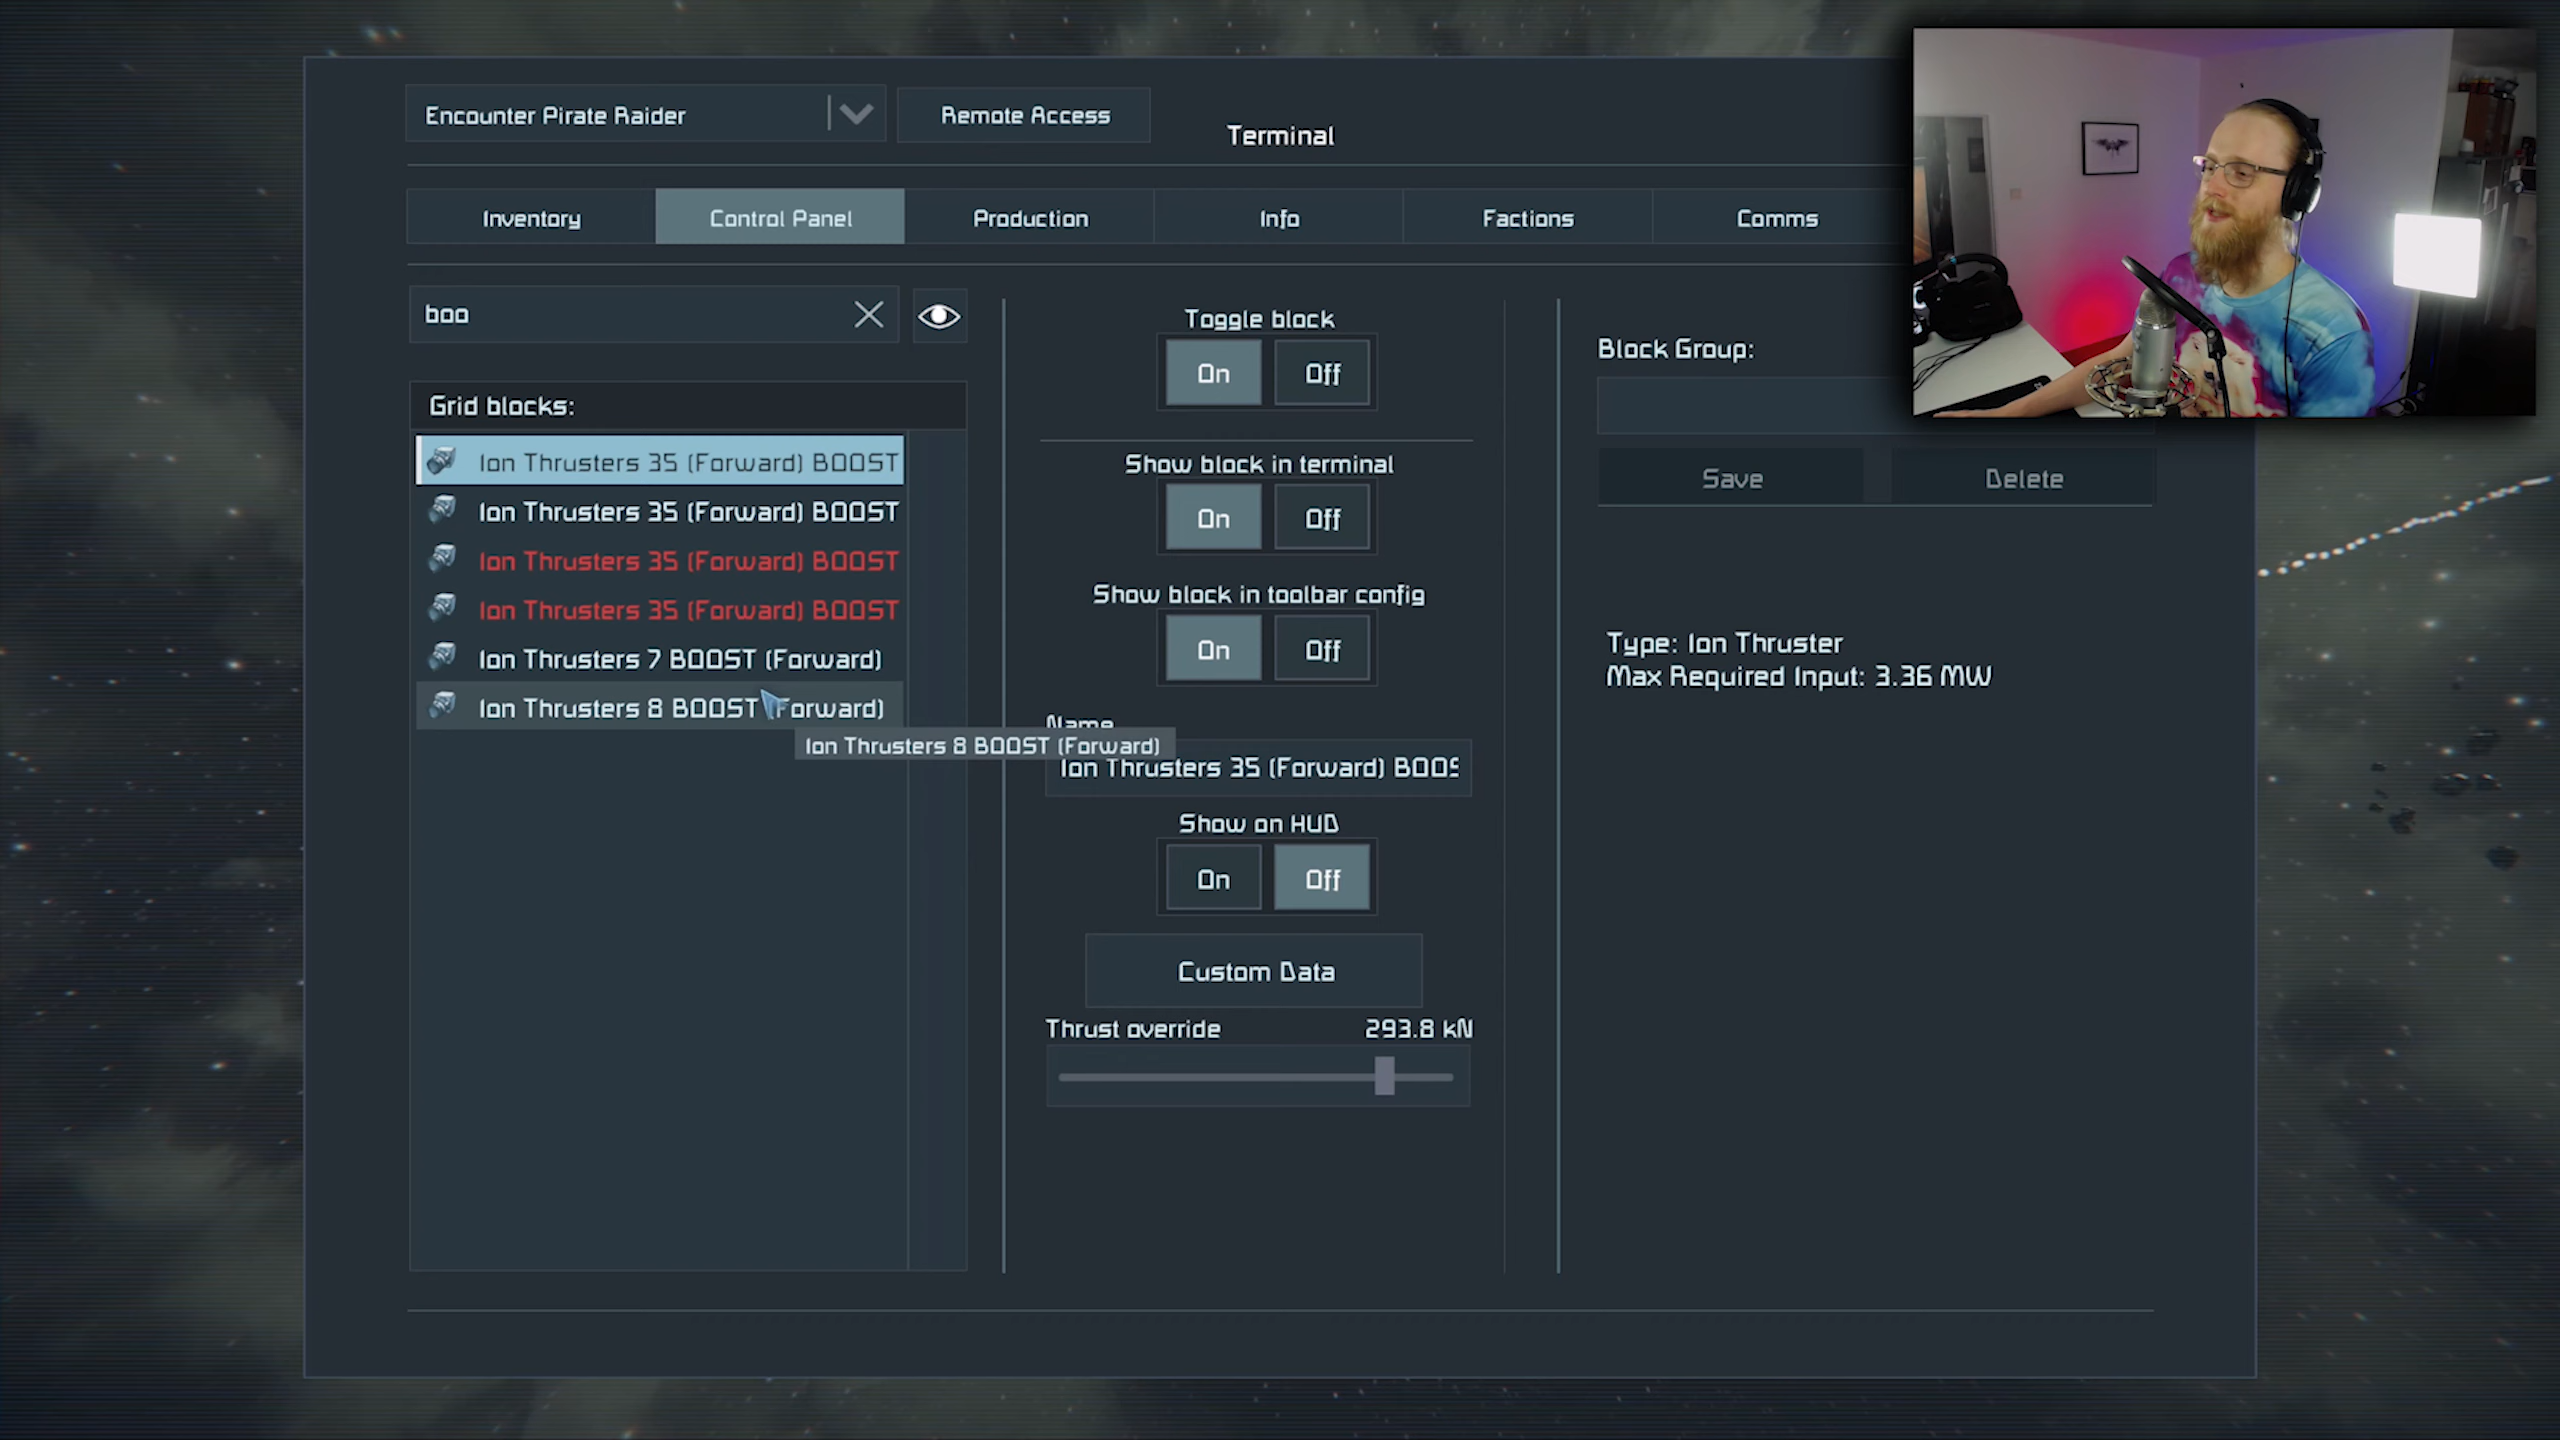 Encounter Pirate Raider
Remote Access
Terminal
Inventory
Control Panel
Production
Info
Factions
Comms
boo
Grid blocks:
Ion Thrusters 35 (Forward) BOOST
Ion Thrusters 35 (Forward) BOOST
Ion Thrusters 35 (Forward) BOOST
Ion Thrusters 35 (Forward) BOOST
Ion Thrusters 7 BOOST (Forward)
Ion Thrusters 8 BOOST (Forward)
Ion Thrusters 8 BOOST (Forward)
Toggle block
On Off
Show block in terminal
On Off
Show block in toolbar config
On Off
Name
Ion Thrusters 35 (Forward) BOOS
Show on HUD
On Off
Custom Data
Thrust override 293.8 kN
Block Group:
Save
Delete
Type: Ion Thruster
Max Required Input: 3.36 MW